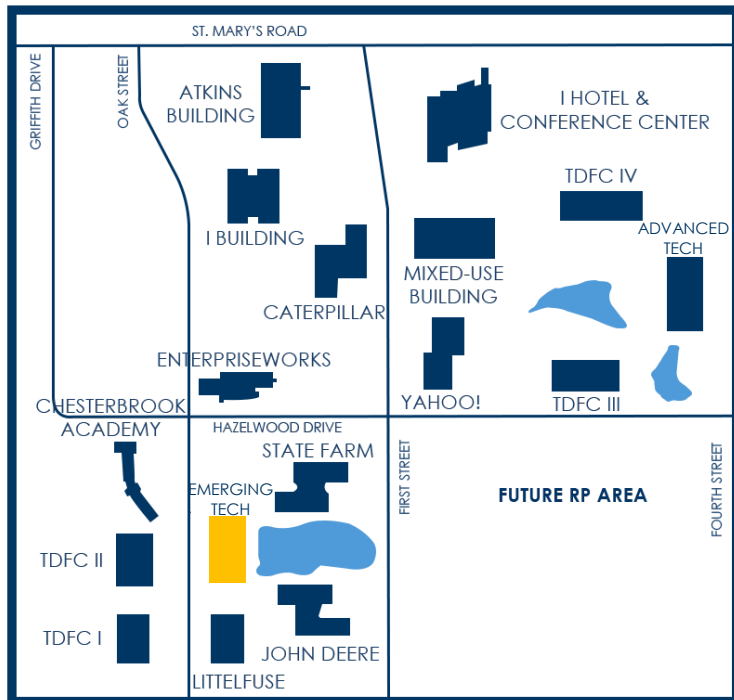 ST. MARY'S ROAD
GRIFFITH DRIVE
OAK STREET
ATKINS
BUILDING
I HOTEL &
CONFERENCE CENTER
TDFC IV
I BUILDING
ADVANCED
TECH
MIXED-USE
BUILDING
CATERPILLAR
ENTERPRISEWORKS
YAHOO!
TDFC III
CHESTERBROOK
ACADEMY
HAZELWOOD DRIVE
STATE FARM
FIRST STREET
FOURTH STREET
EMERGING
TECH
FUTURE RP AREA
TDFC II
TDFC I
JOHN DEERE
LITTELFUSE